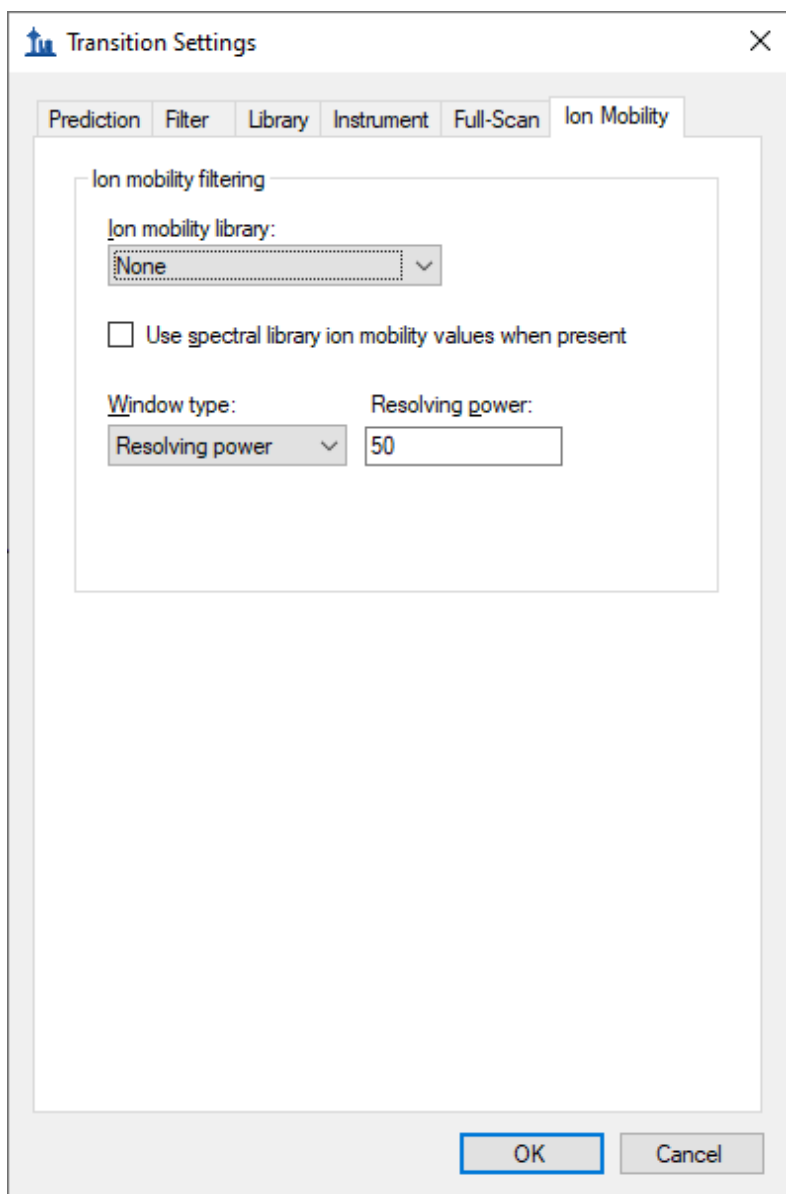 Transition Settings
Prediction Filter Library Instrument Full-Scan Ion Mobility
Ion mobility filtering
Ion mobility library:
None
Use spectral library ion mobility values when present
Window type: Resolving power:
Resolving power 50
OK Cancel